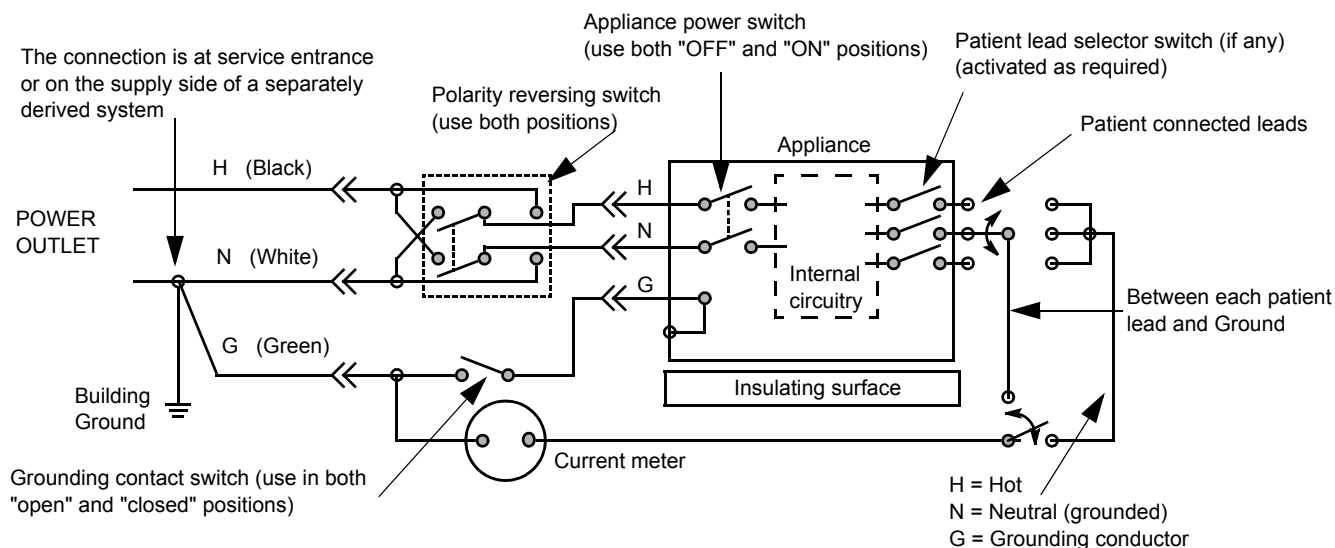 Appliance power switch
(use both "OFF" and "ON" positions)
Patient lead selector switch (if any)
(activated as required)
The connection is at service entrance
or on the supply side of a separately
derived system
Polarity reversing switch
(use both positions)
Patient connected leads
Appliance
H (Black)
H
POWER
OUTLET
N
N (White)
Internal
circuitry
G
Between each patient
lead and Ground
G (Green)
Insulating surface
Building
Ground
Current meter
Grounding contact switch (use in both
"open" and "closed" positions)
H = Hot
N = Neutral (grounded)
G = Grounding conductor